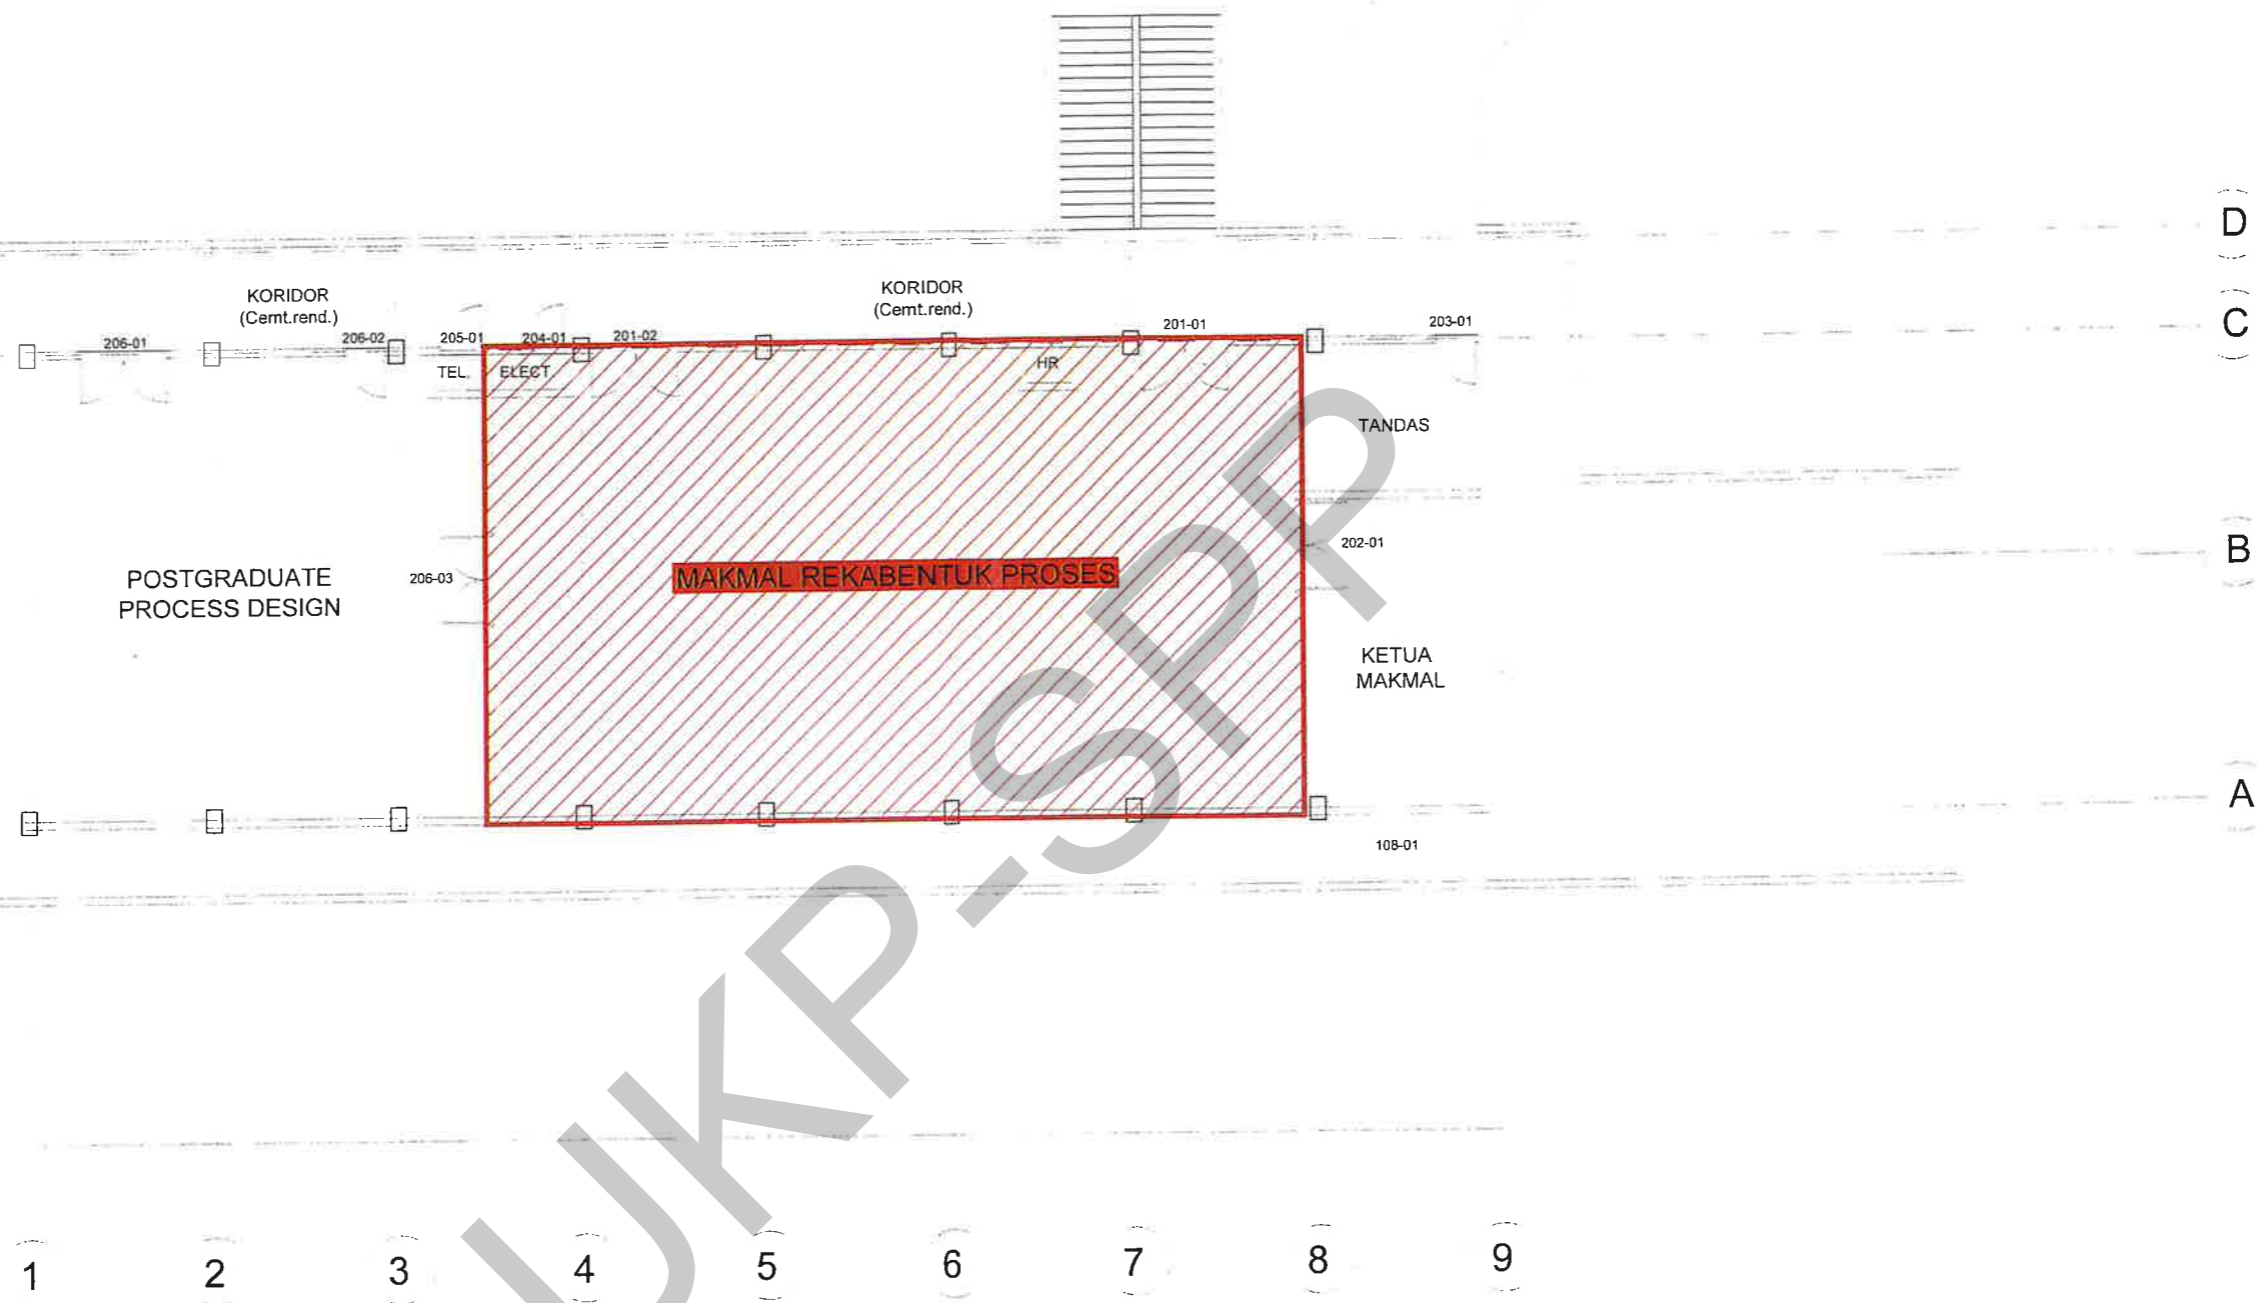 D
KORIDOR
(Cemt.rend.)
KORIDOR
(Cemt.rend.)
C
206-01
206-02
205-01
204-01
201-02
201-01
203-01
TEL.
ELECT.
HR
TANDAS
202-01
B
POSTGRADUATE
PROCESS DESIGN
206-03
MAKMAL REKABENTUK PROSES
KETUA
MAKMAL
A
108-01
1
2
3
4
5
6
7
8
9
UKP-SPP